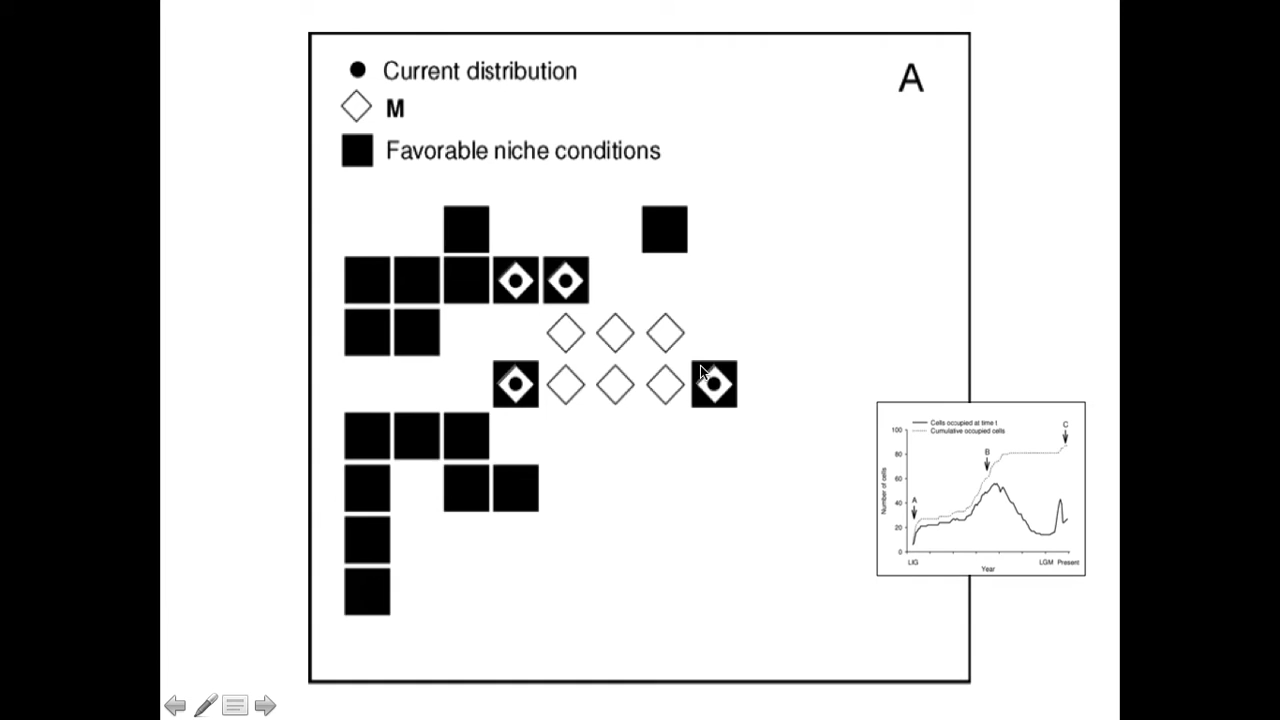 Current distribution
A
M
Favorable niche conditions
Cells occupied at time t
Cumulative occupied cells
C
B
A
100
80
60
40
20
0
Number of cells
LIG
LGM
Present
Year